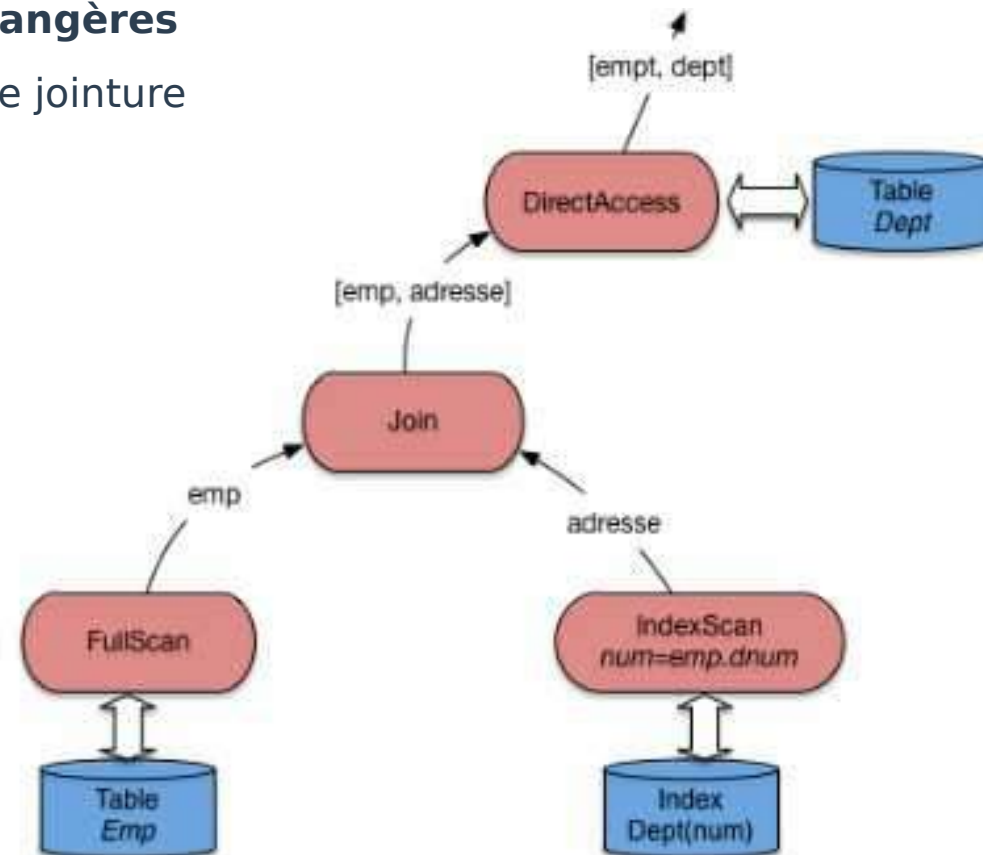 angères
e jointure
[empt, dept]
DirectAccess
Table
Dept
[emp, adresse]
Join
emp
adresse
FullScan
IndexScan
num=emp.dnum
Table
Emp
Index
Dept(num)